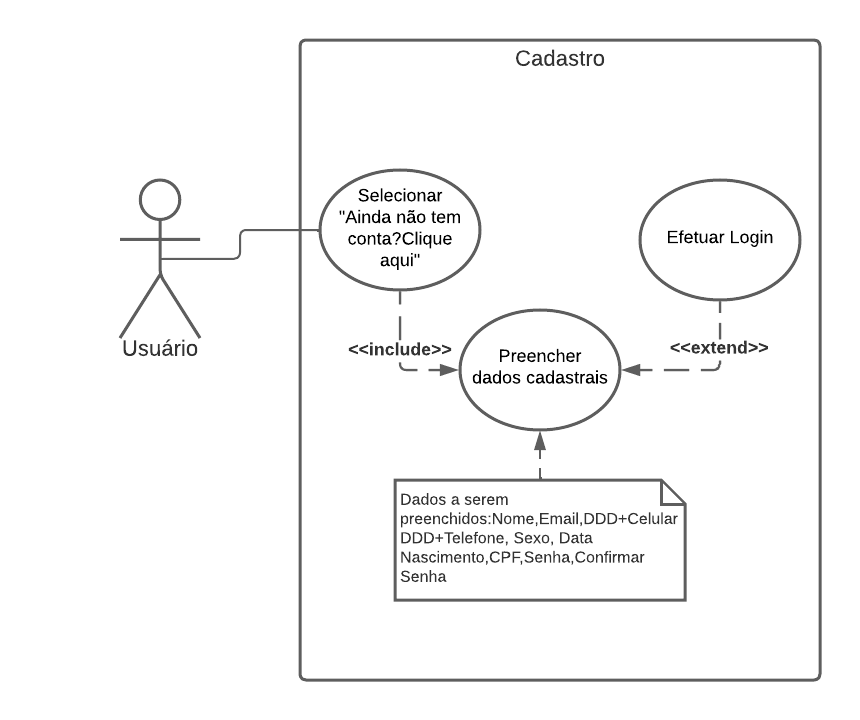 Cadastro
Selecionar
"Ainda não tem
conta?Clique
aqui"
Efetuar Login
Usuário
<<include>>
<<extend>>
Preencher
dados cadastrais
Dados a serem
preenchidos:Nome,Email,DDD+Celular
DDD+Telefone, Sexo, Data
Nascimento,CPF,Senha,Confirmar
Senha